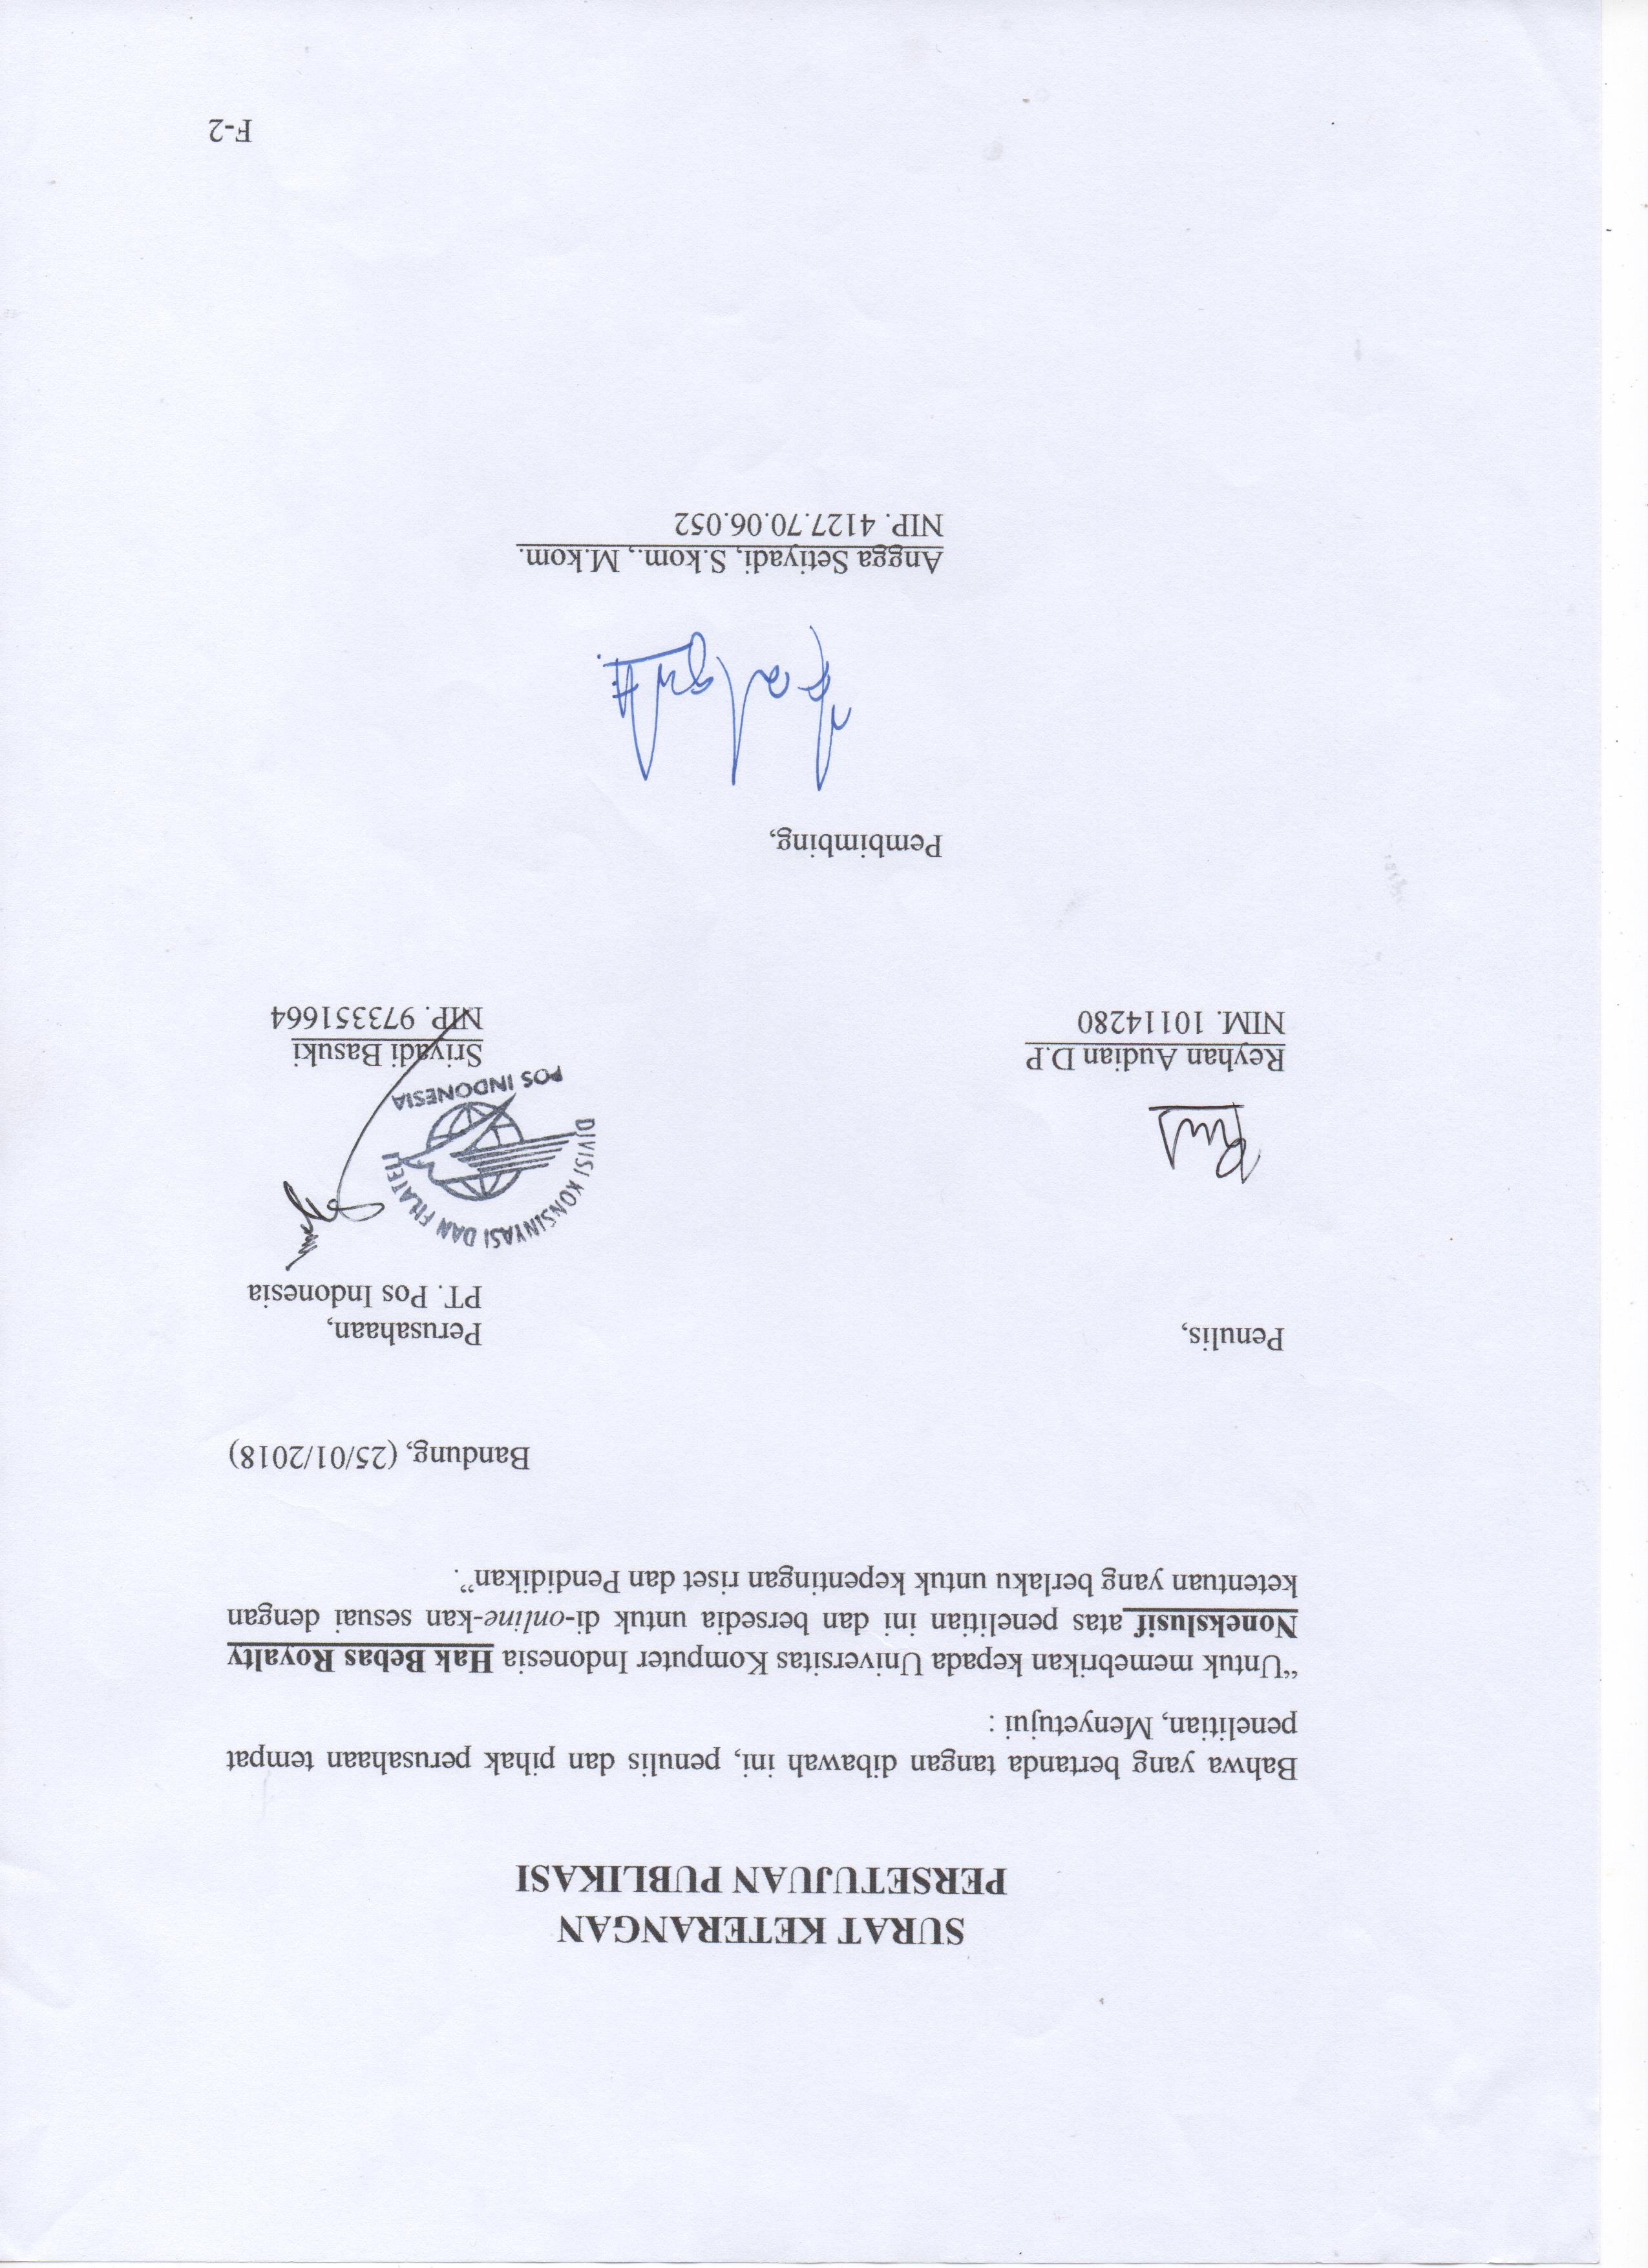 SURAT KETERANGAN
PERSETUJUAN PUBLIKASI
Bahwa yang bertanda tangan dibawah ini, penulis dan pihak perusahaan tempat
penelitian, Menyetujui :
“Untuk memebrikan kepada Universitas Komputer Indonesia Hak Bebas Royalty
Nonekslusif atas penelitian ini dan bersedia untuk di-online-kan sesuai dengan
ketentuan yang berlaku untuk kepentingan riset dan Pendidikan”.
Bandung, (25/01/2018)
Penulis,
Perusahaan,
PT. Pos Indonesia
DIVISI KONSINYASI DAN FILATELI
POS INDONESIA
Reyhan Audian D.P
NIM. 10114280
Sriyadi Basuki
NIP. 973351664
Pembimbing,
Angga Setiyadi, S.kom., M.kom.
NIP. 4127.70.06.052
F-2